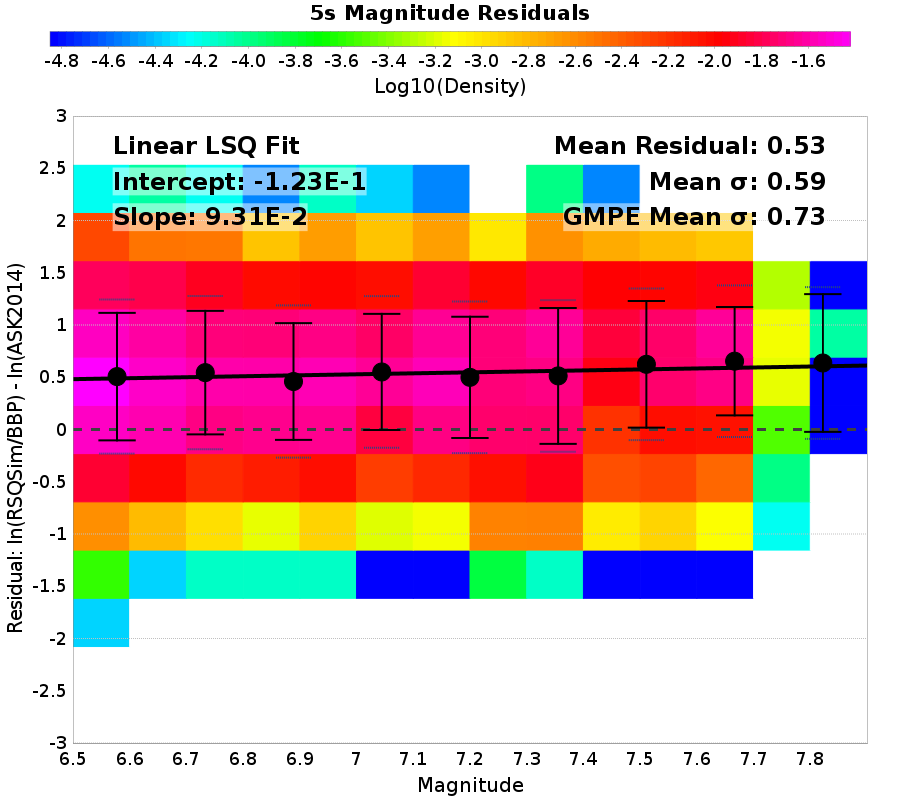 5s Magnitude Residuals
-4.8 -4.6 -4.4 -4.2 -4.0 -3.8 -3.6 -3.4 -3.2 -3.0 -2.8 -2.6 -2.4 -2.2 -2.0 -1.8 -1.6
Log10(Density)
Linear LSQ Fit
Intercept: -1.23E-1
Slope: 9.31E-2
Mean Residual: 0.53
Mean σ: 0.59
GMPE Mean σ: 0.73
Residual: ln(RSQSim/BBP) - ln(ASK2014)
3
2.5
2
1.5
1
0.5
0
-0.5
-1
-1.5
-2
-2.5
-3
6.5 6.6 6.7 6.8 6.9 7 7.1 7.2 7.3 7.4 7.5 7.6 7.7 7.8
Magnitude